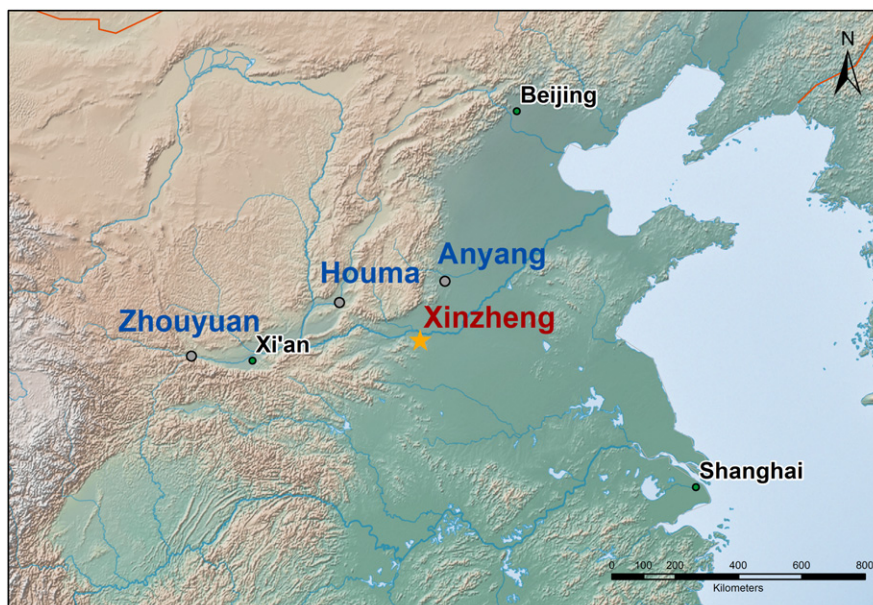 N
Beijing
Anyang
Houma
Xinzheng
Zhouyuan
Xi'an
Shanghai
0 100 200 400 600 800
Kilometers